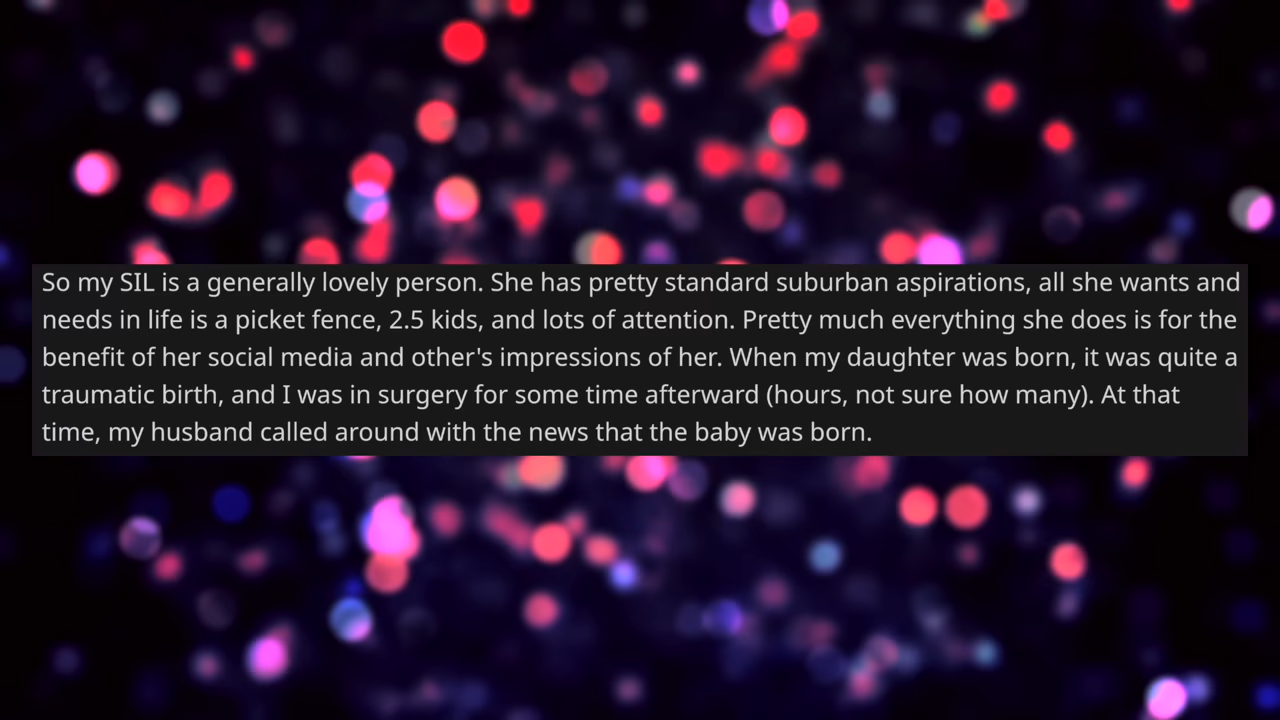 So my SIL is a generally lovely person. She has pretty standard suburban aspirations, all she wants and
needs in life is a picket fence, 2.5 kids, and lots of attention. Pretty much everything she does is for the
benefit of her social media and other's impressions of her. When my daughter was born, it was quite a
traumatic birth, and I was in surgery for some time afterward (hours, not sure how many). At that
time, my husband called around with the news that the baby was born.